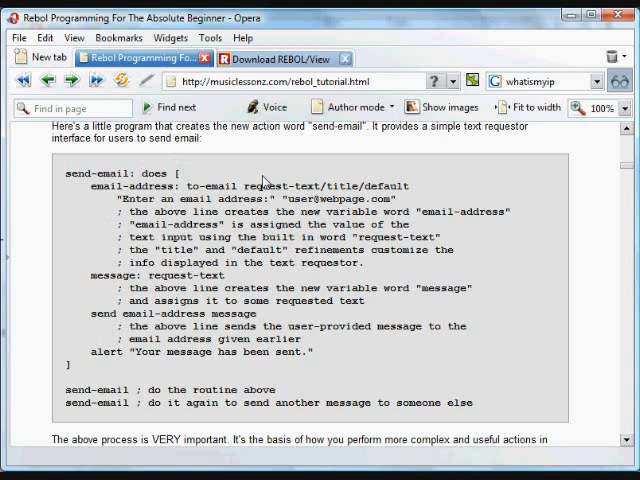 Rebol Programming For The Absolute Beginner - Opera
File Edit View Bookmarks Widgets Tools Help
New tab Rebol Programming Fo... Download REBOL/View
http://musiclessonz.com/rebol_tutorial.html ? whatismyip
Find in page Find next Voice Author mode Show images Fit to width 100%
Here's a little program that creates the new action word "send-email". It provides a simple text requestor
interface for users to send email:
send-email: does [
email-address: to-email request-text/title/default
"Enter an email address:" "user@webpage.com"
; the above line creates the new variable word "email-address"
; "email-address" is assigned the value of the
; text input using the built in word "request-text"
; the "title" and "default" refinements customize the
; info displayed in the text requestor.
message: request-text
; the above line creates the new variable word "message"
; and assigns it to some requested text
send email-address message
; the above line sends the user-provided message to the
; email address given earlier
alert "Your message has been sent."
]
send-email ; do the routine above
send-email ; do it again to send another message to someone else
The above process is VERY important. It's the basis of how you perform more complex and useful actions in